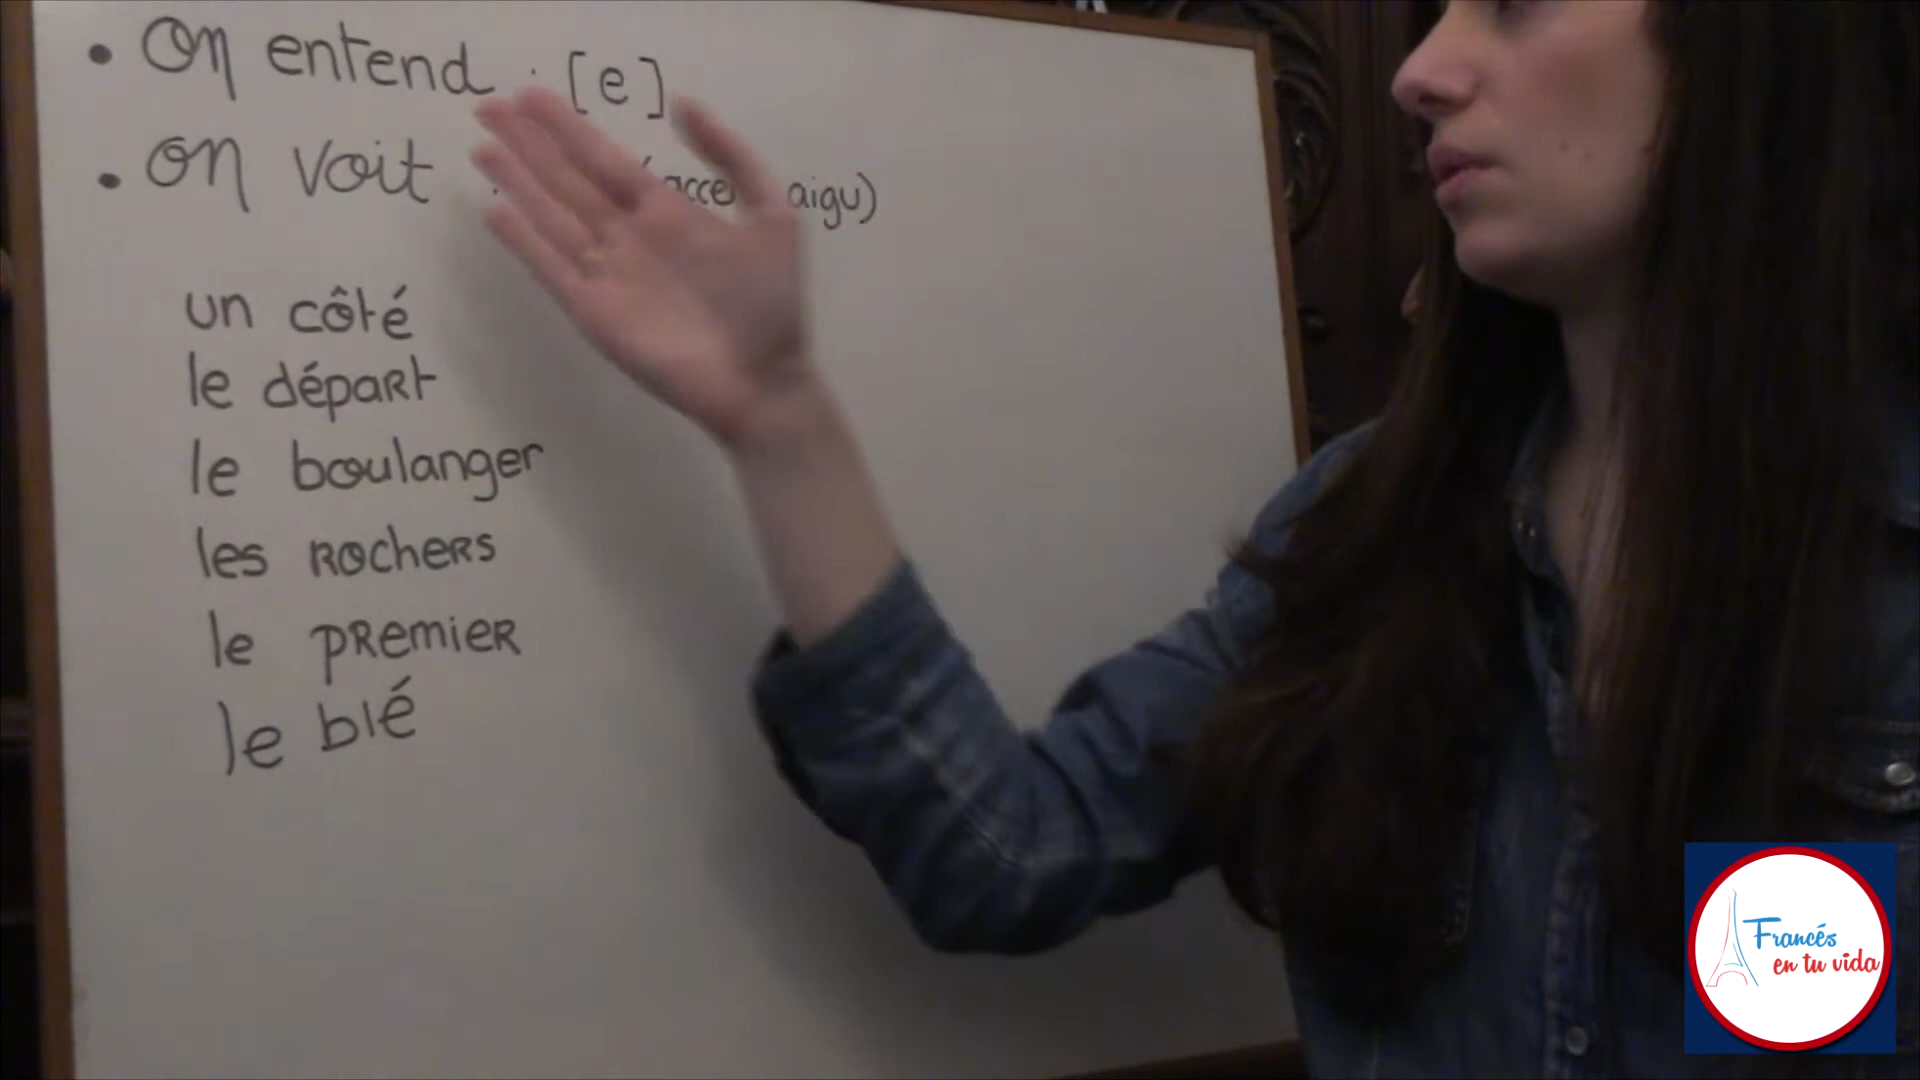 • On entend : [e]
• on voit : (accent aigu)
un côté
le départ
le boulanger
les rochers
le premier
le blé
Francés
en tu vida